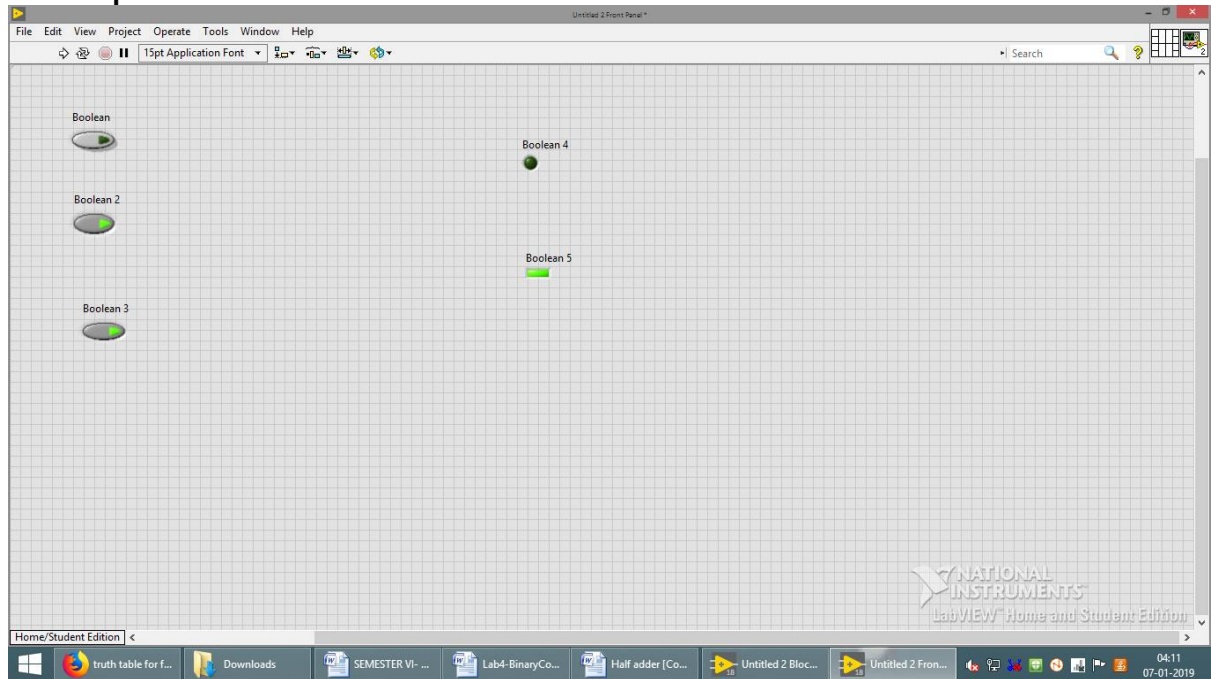 Untitled 2 Front Panel *
File Edit View Project Operate Tools Window Help
15pt Application Font
Search
2
Boolean
Boolean 4
Boolean 2
Boolean 5
Boolean 3
NATIONAL
INSTRUMENTS
LabVIEW™ Home and Student Edition
Home/Student Edition
truth table for f...
Downloads
SEMESTER VI- ...
Lab4-BinaryCo...
Half adder [Co...
Untitled 2 Bloc...
Untitled 2 Fron...
04:11
07-01-2019